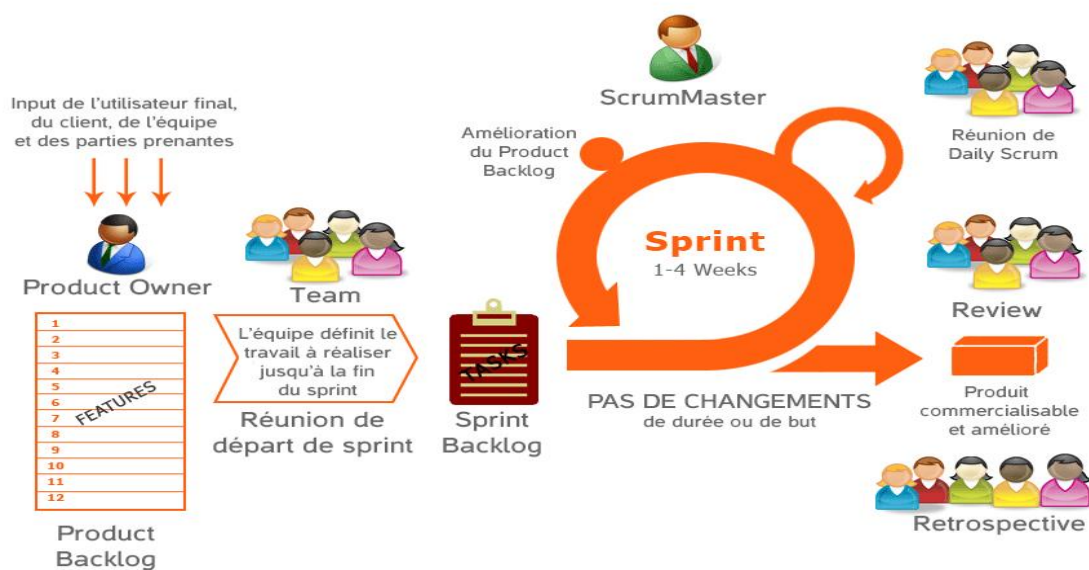 Input de l'utilisateur final,
du client, de l'équipe
et des parties prenantes
Product Owner
1
2
3
4
5
6
7
8
9
10
11
12
FEATURES
Product
Backlog
Team
L'équipe définit le
travail à réaliser
jusqu'à la fin
du sprint
Réunion de
départ de sprint
TASKS
Sprint
Backlog
ScrumMaster
Amélioration
du Product
Backlog
Sprint
1-4 Weeks
PAS DE CHANGEMENTS
de durée ou de but
Réunion de
Daily Scrum
Review
Produit
commercialisable
et amélioré
Retrospective